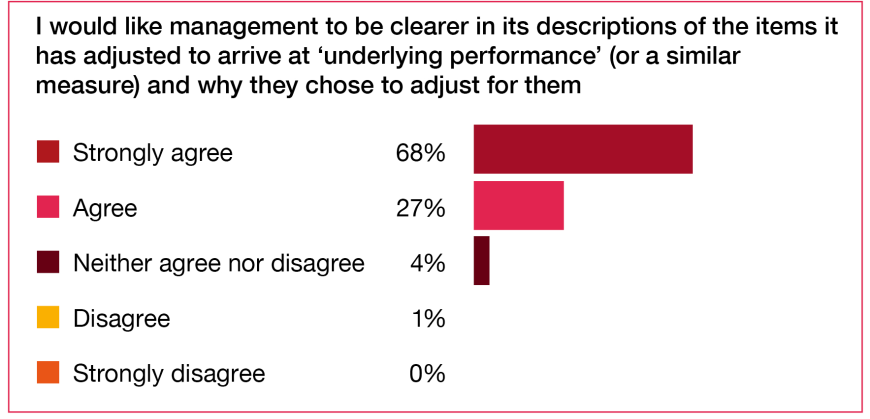 I would like management to be clearer in its descriptions of the items it
has adjusted to arrive at ‘underlying performance’ (or a similar
measure) and why they chose to adjust for them
Strongly agree 68%
Agree 27%
Neither agree nor disagree 4%
Disagree 1%
Strongly disagree 0%